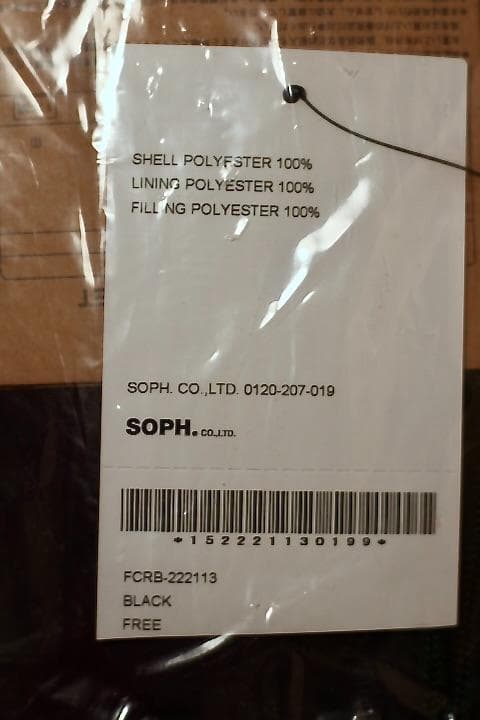 SHELL POLYESTER 100%
LINING POLYESTER 100%
FILLING POLYESTER 100%
SOPH. CO.,LTD. 0120-207-019
SOPH. CO.,LTD.
*152221130199*
FCRB-222113
BLACK
FREE